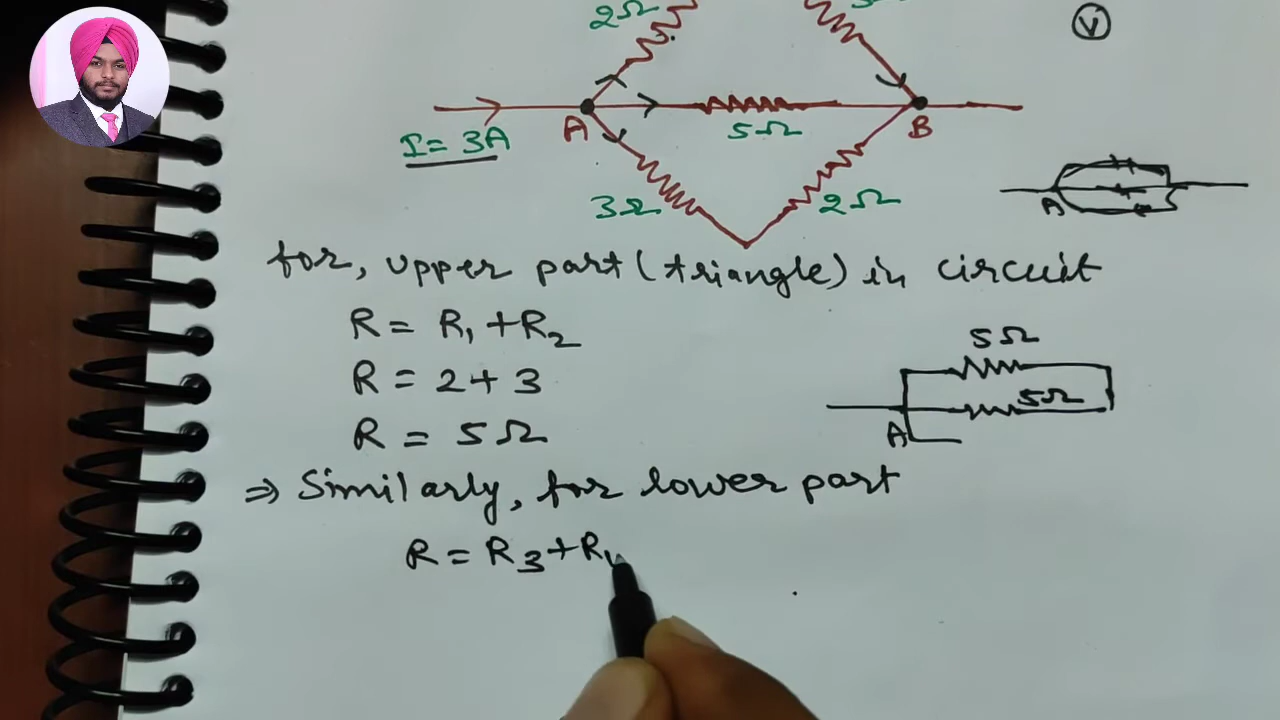 2Ω
V
A
5Ω
B
I = 3A
3Ω
2Ω
A
for, upper part (triangle) in circuit
R = R₁ + R₂
5Ω
R = 2 + 3
5Ω
R = 5Ω
A
⇒ Similarly, for lower part
R = R₃ + R₄